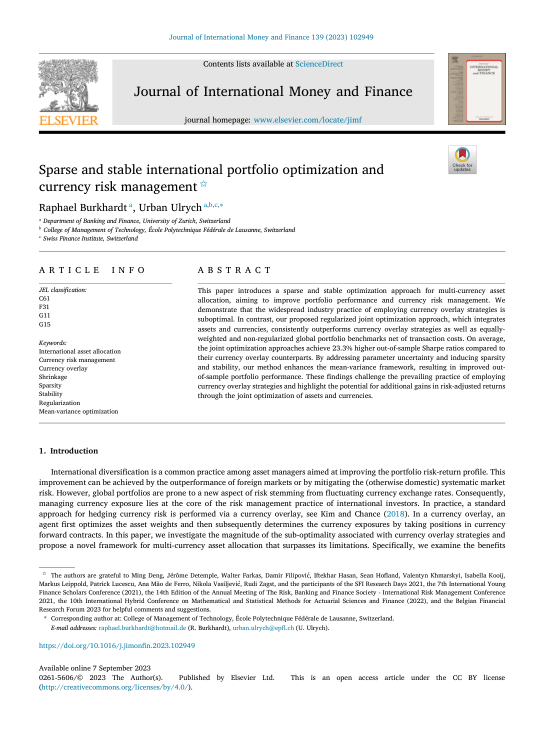 Journal of International Money and Finance 139 (2023) 102949
Contents lists available at ScienceDirect
Journal of International Money and Finance
journal homepage: www.elsevier.com/locate/jimf
ELSEVIER
INTERNATIONAL
MONEY
AND FINANCE
Check for
updates
Sparse and stable international portfolio optimization and
currency risk management ☆
Raphael Burkhardt a, Urban Ulrych a,b,c,*
a Department of Banking and Finance, University of Zurich, Switzerland
b College of Management of Technology, École Polytechnique Fédérale de Lausanne, Switzerland
c Swiss Finance Institute, Switzerland
ARTICLE INFO
JEL classification:
C61
F31
G11
G15
Keywords:
International asset allocation
Currency risk management
Currency overlay
Shrinkage
Sparsity
Stability
Regularization
Mean-variance optimization
ABSTRACT
This paper introduces a sparse and stable optimization approach for multi-currency asset
allocation, aiming to improve portfolio performance and currency risk management. We
demonstrate that the widespread industry practice of employing currency overlay strategies is
suboptimal. In contrast, our proposed regularized joint optimization approach, which integrates
assets and currencies, consistently outperforms currency overlay strategies as well as equally-
weighted and non-regularized global portfolio benchmarks net of transaction costs. On average,
the joint optimization approaches achieve 23.3% higher out-of-sample Sharpe ratios compared to
their currency overlay counterparts. By addressing parameter uncertainty and inducing sparsity
and stability, our method enhances the mean-variance framework, resulting in improved out-
of-sample portfolio performance. These findings challenge the prevailing practice of employing
currency overlay strategies and highlight the potential for additional gains in risk-adjusted returns
through the joint optimization of assets and currencies.
1. Introduction
International diversification is a common practice among asset managers aimed at improving the portfolio risk-return profile. This
improvement can be achieved by the outperformance of foreign markets or by mitigating the (otherwise domestic) systematic market
risk. However, global portfolios are prone to a new aspect of risk stemming from fluctuating currency exchange rates. Consequently,
managing currency exposure lies at the core of the risk management practice of international investors. In practice, a standard
approach for hedging currency risk is performed via a currency overlay, see Kim and Chance (2018). In a currency overlay, an
agent first optimizes the asset weights and then subsequently determines the currency exposures by taking positions in currency
forward contracts. In this paper, we investigate the magnitude of the sub-optimality associated with currency overlay strategies and
propose a novel framework for multi-currency asset allocation that surpasses its limitations. Specifically, we examine the benefits
☆ The authors are grateful to Ming Deng, Jérôme Detemple, Walter Farkas, Damir Filipović, Iftekhar Hasan, Sean Hofland, Valentyn Khmarskyi, Isabella Kooij,
Markus Leippold, Patrick Lucescu, Ana Mão de Ferro, Nikola Vasiljević, Rudi Zagst, and the participants of the SFI Research Days 2021, the 7th International Young
Finance Scholars Conference (2021), the 14th Edition of the Annual Meeting of The Risk, Banking and Finance Society - International Risk Management Conference
2021, the 10th International Hybrid Conference on Mathematical and Statistical Methods for Actuarial Sciences and Finance (2022), and the Belgian Financial
Research Forum 2023 for helpful comments and suggestions.
* Corresponding author at: College of Management of Technology, École Polytechnique Fédérale de Lausanne, Switzerland.
E-mail addresses: raphael.burkhardt@hotmail.de (R. Burkhardt), urban.ulrych@epfl.ch (U. Ulrych).
https://doi.org/10.1016/j.jimonfin.2023.102949
Available online 7 September 2023
0261-5606/© 2023 The Author(s). Published by Elsevier Ltd. This is an open access article under the CC BY license
(http://creativecommons.org/licenses/by/4.0/).